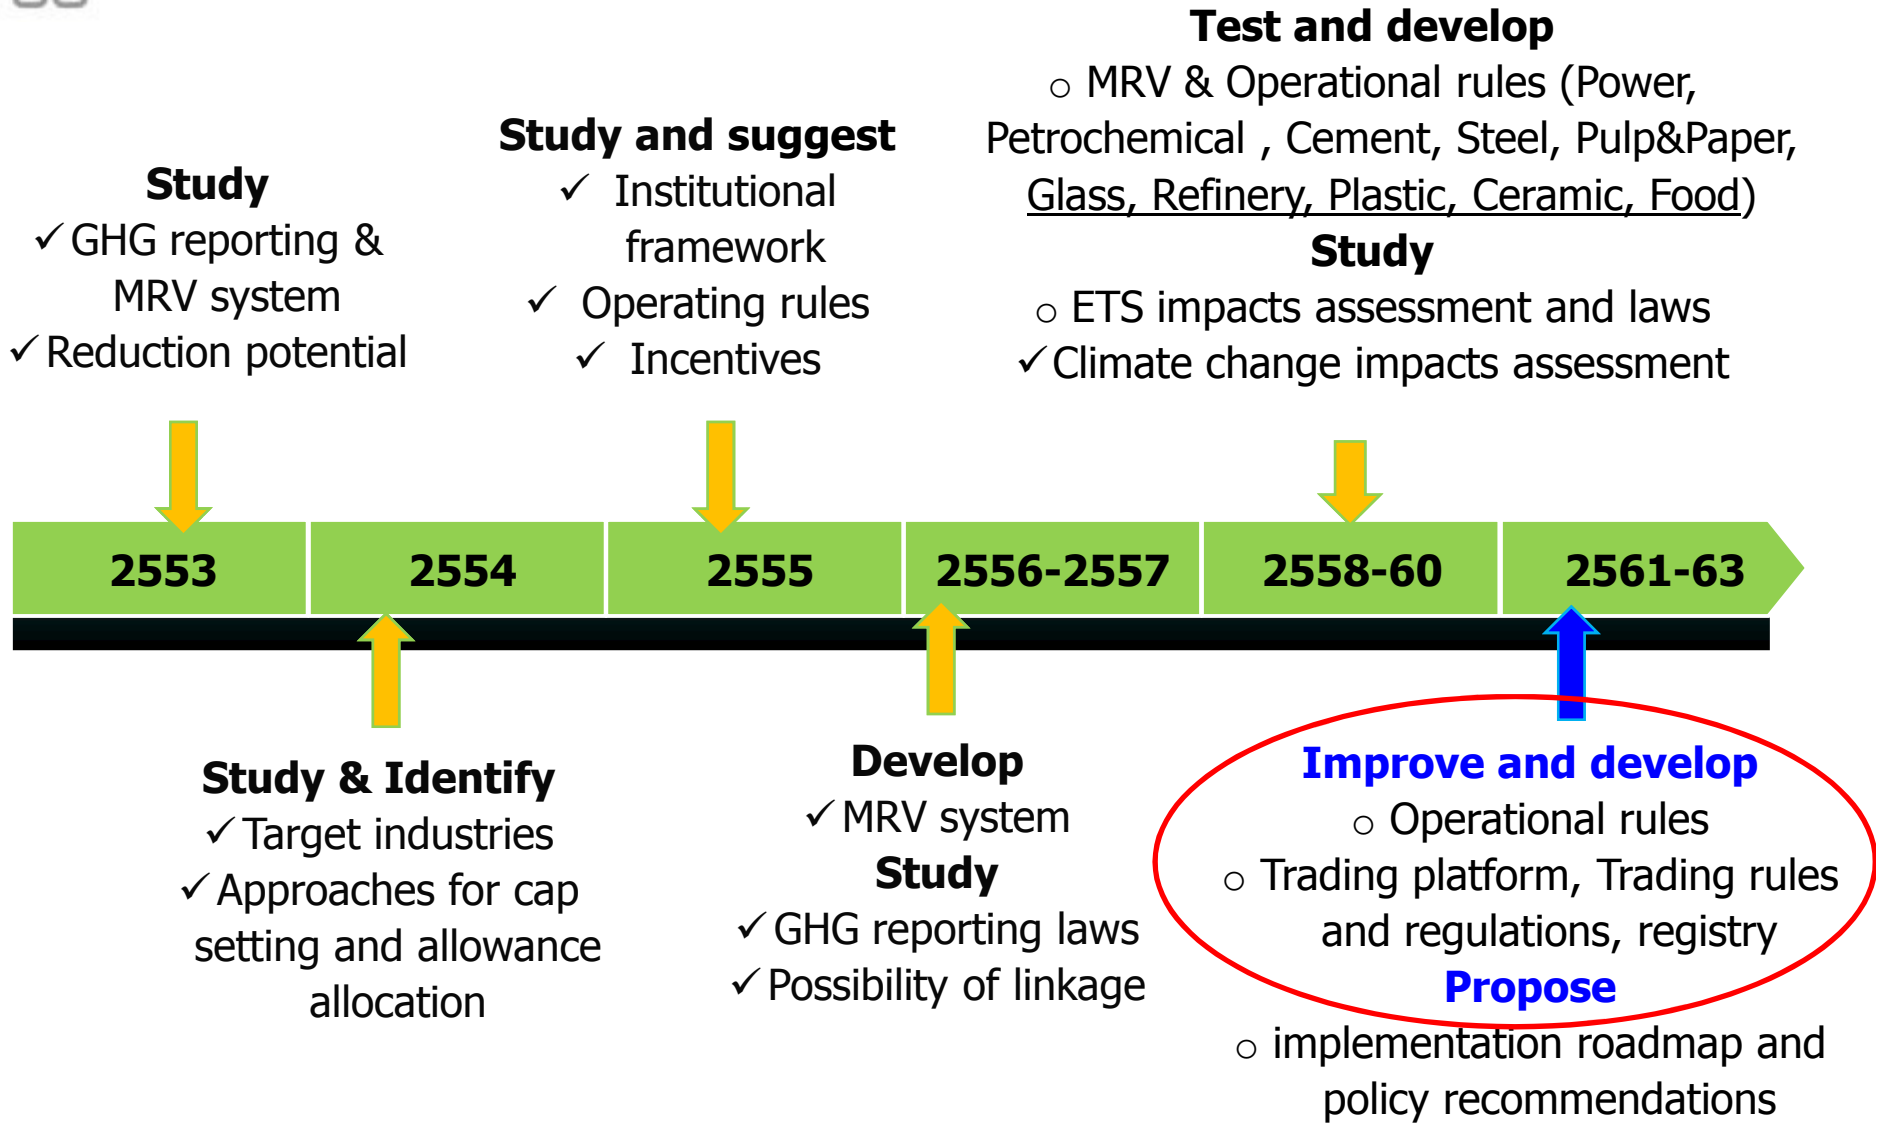 Test and develop
o MRV & Operational rules (Power,
Petrochemical , Cement, Steel, Pulp&Paper,
Glass, Refinery, Plastic, Ceramic, Food)
Study
o ETS impacts assessment and laws
✓ Climate change impacts assessment
Study and suggest
✓ Institutional
framework
✓ Operating rules
✓ Incentives
Study
✓ GHG reporting &
MRV system
✓ Reduction potential
2553
2554
2555
2556-2557
2558-60
2561-63
Study & Identify
✓ Target industries
✓ Approaches for cap
setting and allowance
allocation
Develop
✓ MRV system
Study
✓ GHG reporting laws
✓ Possibility of linkage
Improve and develop
o Operational rules
o Trading platform, Trading rules
and regulations, registry
Propose
o implementation roadmap and
policy recommendations